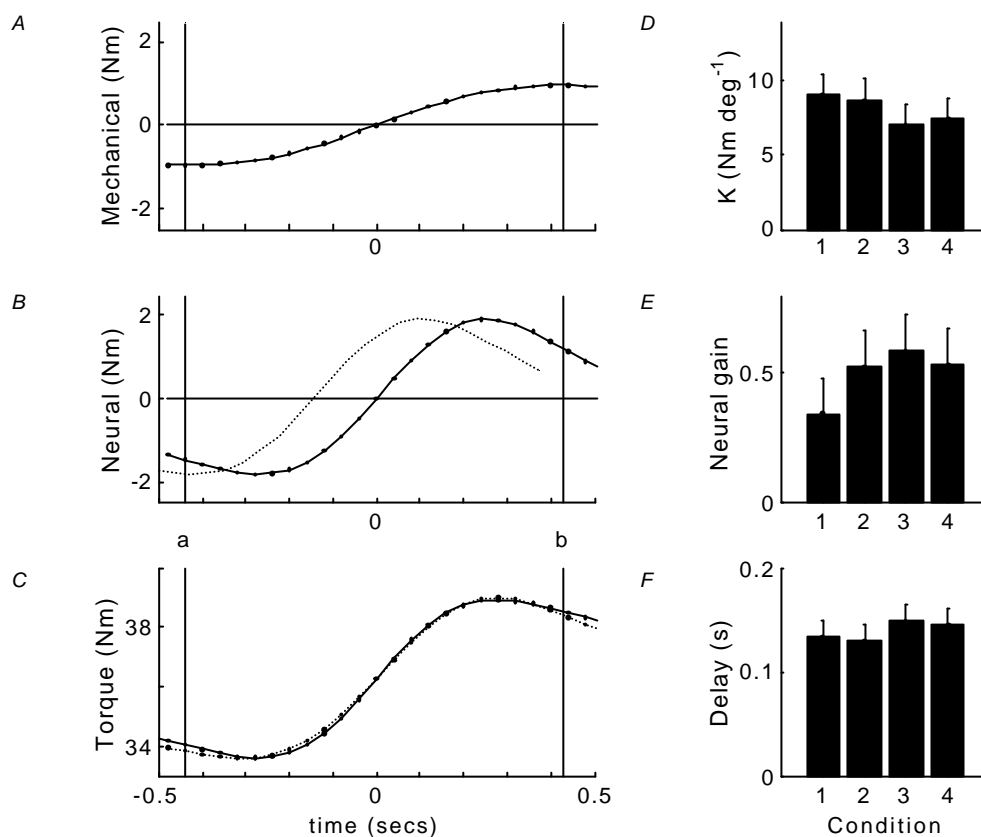 A
Mechanical (Nm)
2
0
-2
0
B
Neural (Nm)
2
0
-2
0
a
b
C
Torque (Nm)
38
34
-0.5
0
0.5
time (secs)
D
K (Nm deg⁻¹)
10
5
0
1 2 3 4
E
Neural gain
0.5
0
1 2 3 4
F
Delay (s)
0.2
0.1
0
1 2 3 4
Condition